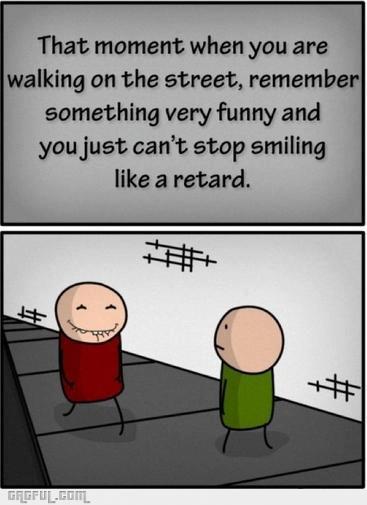 That moment when you are
walking on the street, remember
something very funny and
you just can't stop smiling
like a retard.
GAGFUL.COM